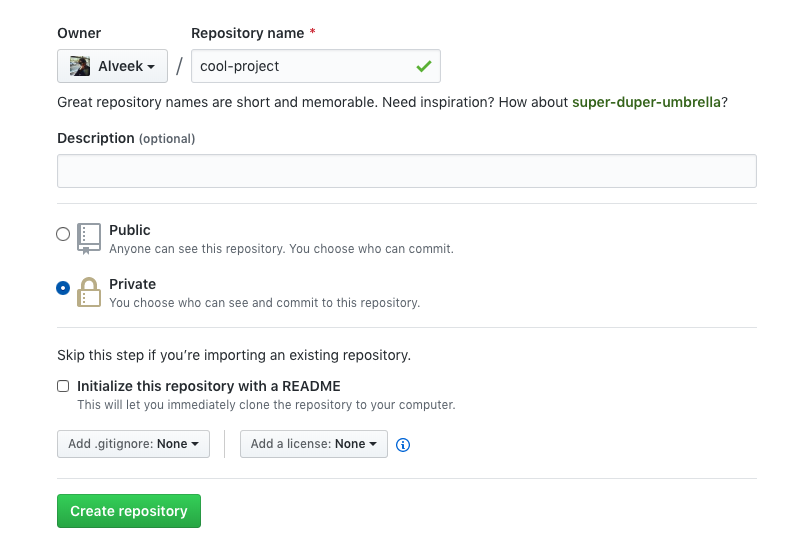 Owner
Repository name *
Alveek / cool-project
Great repository names are short and memorable. Need inspiration? How about super-duper-umbrella?
Description (optional)
Public
Anyone can see this repository. You choose who can commit.
Private
You choose who can see and commit to this repository.
Skip this step if you’re importing an existing repository.
Initialize this repository with a README
This will let you immediately clone the repository to your computer.
Add .gitignore: None
Add a license: None
Create repository